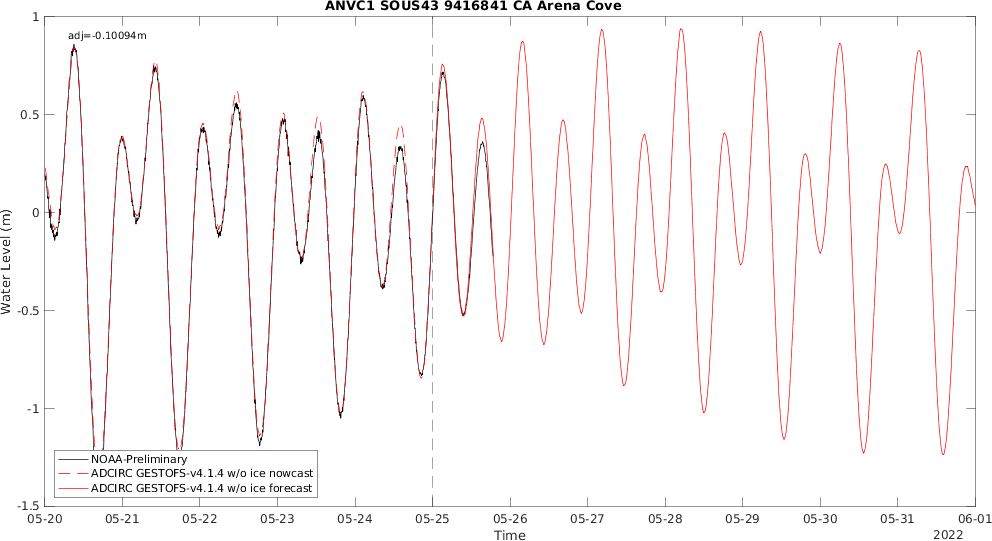 ANVC1 SOUS43 9416841 CA Arena Cove
adj=-0.10094m
Water Level (m)
1
0.5
0
-0.5
-1
-1.5
NOAA-Preliminary
ADCIRC GESTOFS-v4.1.4 w/o ice nowcast
ADCIRC GESTOFS-v4.1.4 w/o ice forecast
05-20 05-21 05-22 05-23 05-24 05-25 05-26 05-27 05-28 05-29 05-30 05-31 06-01
Time
2022